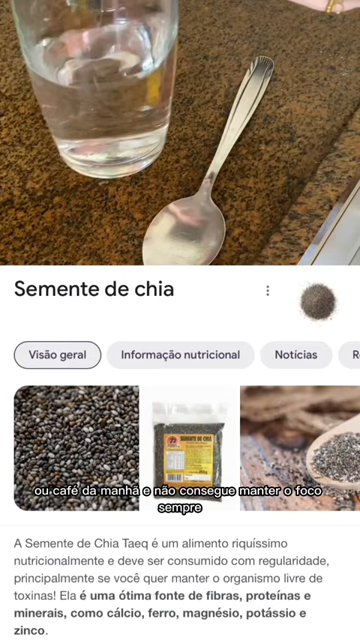 Semente de chia
Visão geral
Informação nutricional
Notícias
R
SEMENTE DE CHIA
ou café da manhã e não consegue manter o foco
sempre
A Semente de Chia Taeq é um alimento riquíssimo
nutricionalmente e deve ser consumido com regularidade,
principalmente se você quer manter o organismo livre de
toxinas! Ela é uma ótima fonte de fibras, proteínas e
minerais, como cálcio, ferro, magnésio, potássio e
zinco.